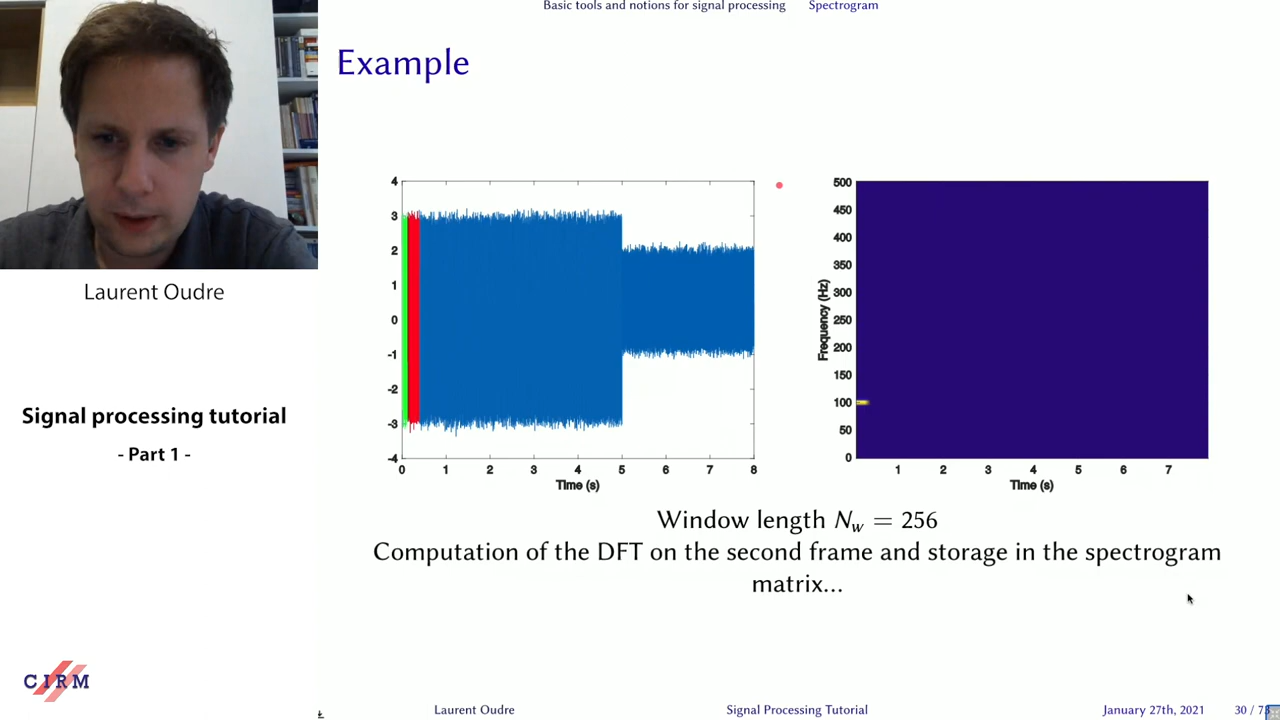 Basic tools and notions for signal processing Spectrogram
Example
4
3
2
1
0
-1
-2
-3
-4
0 1 2 3 4 5 6 7 8
Time (s)
500
450
400
350
300
250
200
150
100
50
0
Frequency (Hz)
1 2 3 4 5 6 7
Time (s)
Laurent Oudre
Signal processing tutorial
- Part 1 -
Window length Nw = 256
Computation of the DFT on the second frame and storage in the spectrogram
matrix...
CIRM
Laurent Oudre Signal Processing Tutorial January 27th, 2021 30 / 7